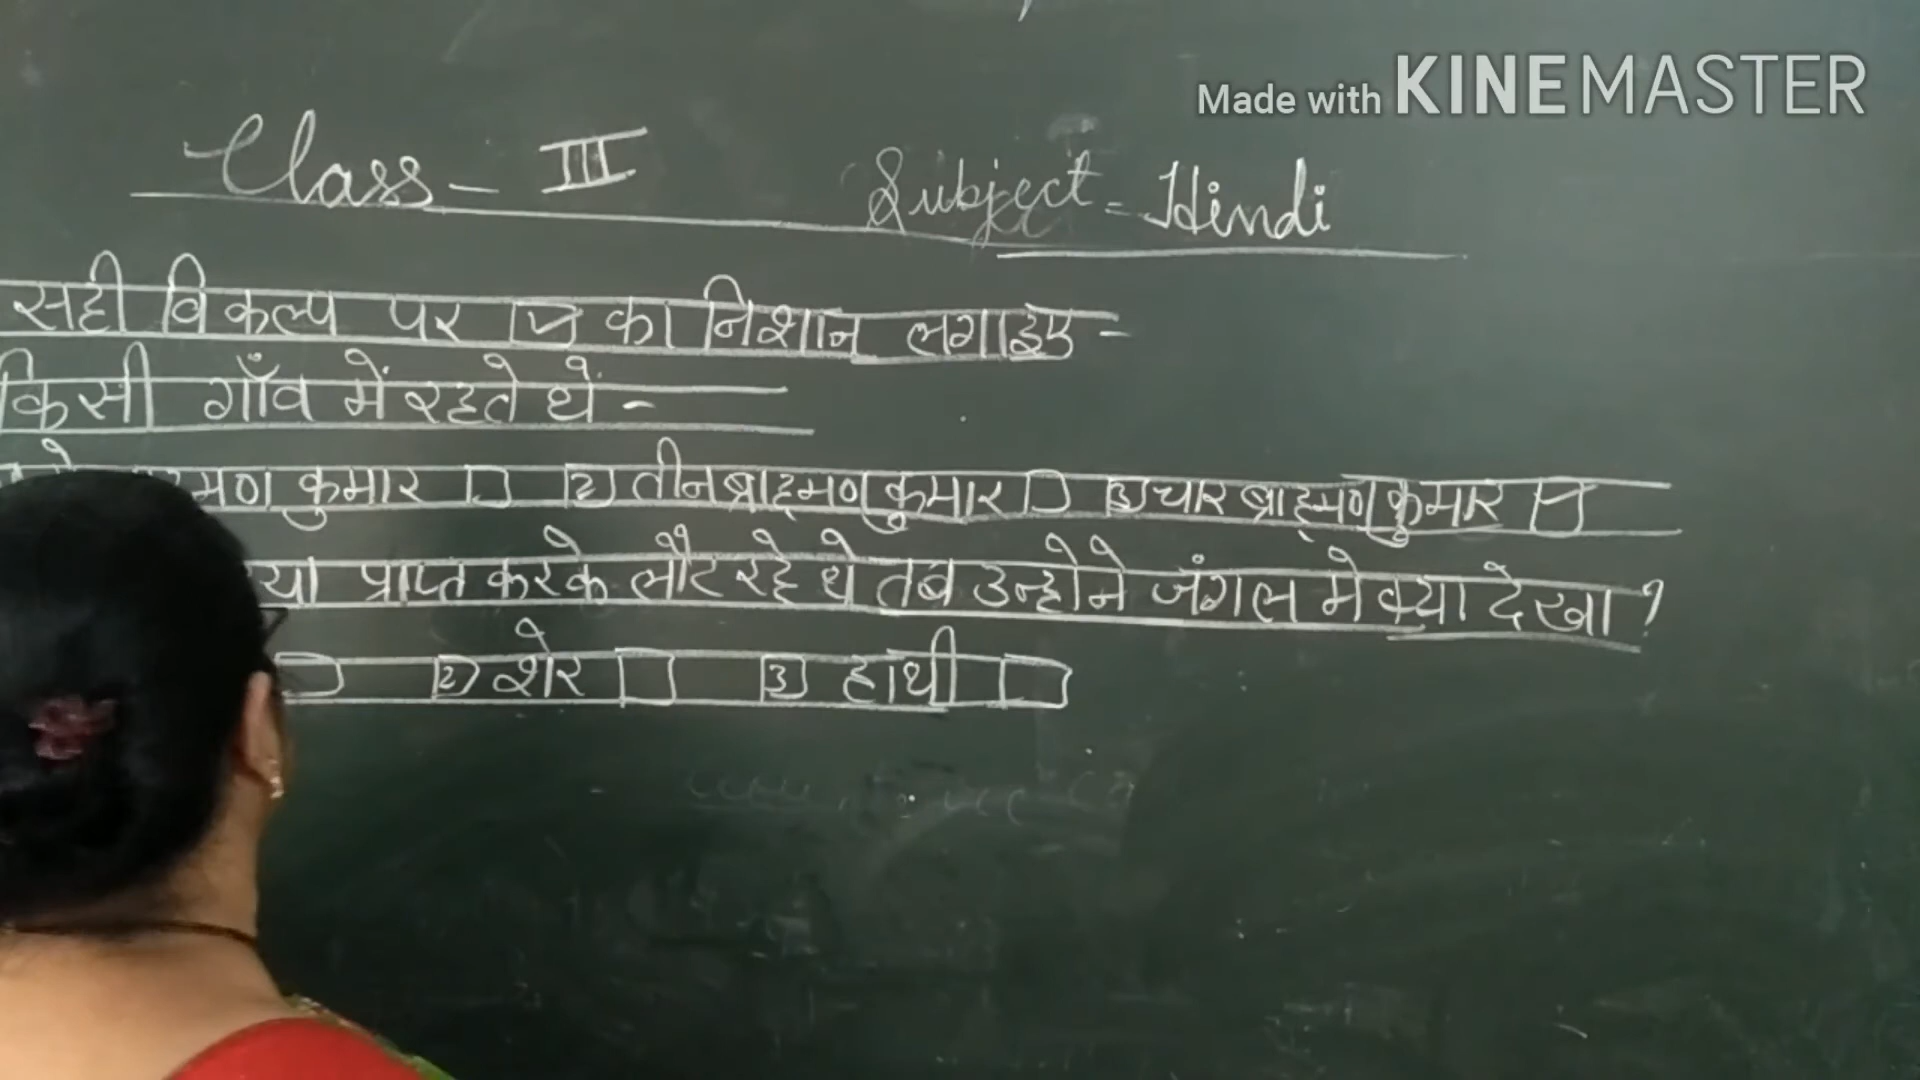 Made with KINEMASTER
Class - III Subject - Hindi
सही विकल्प पर ✓ का निशान लगाइए -
किसी गाँव में रहते थे -
कुमार 2) तीन ब्राह्मण कुमार 3) चार ब्राह्मण कुमार ✓
प्राप्त करके लौट रहे थे तब उन्होने जंगल मे क्या देखा ?
2) शेर 3) हाथी